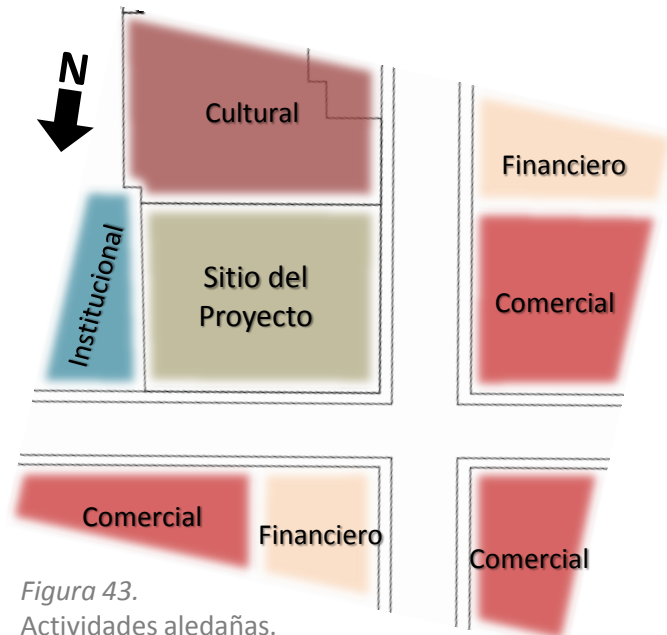 N
Cultural
Financiero
Institucional
Sitio del
Proyecto
Comercial
Comercial
Financiero
Comercial
Figura 43.
Actividades aledañas.